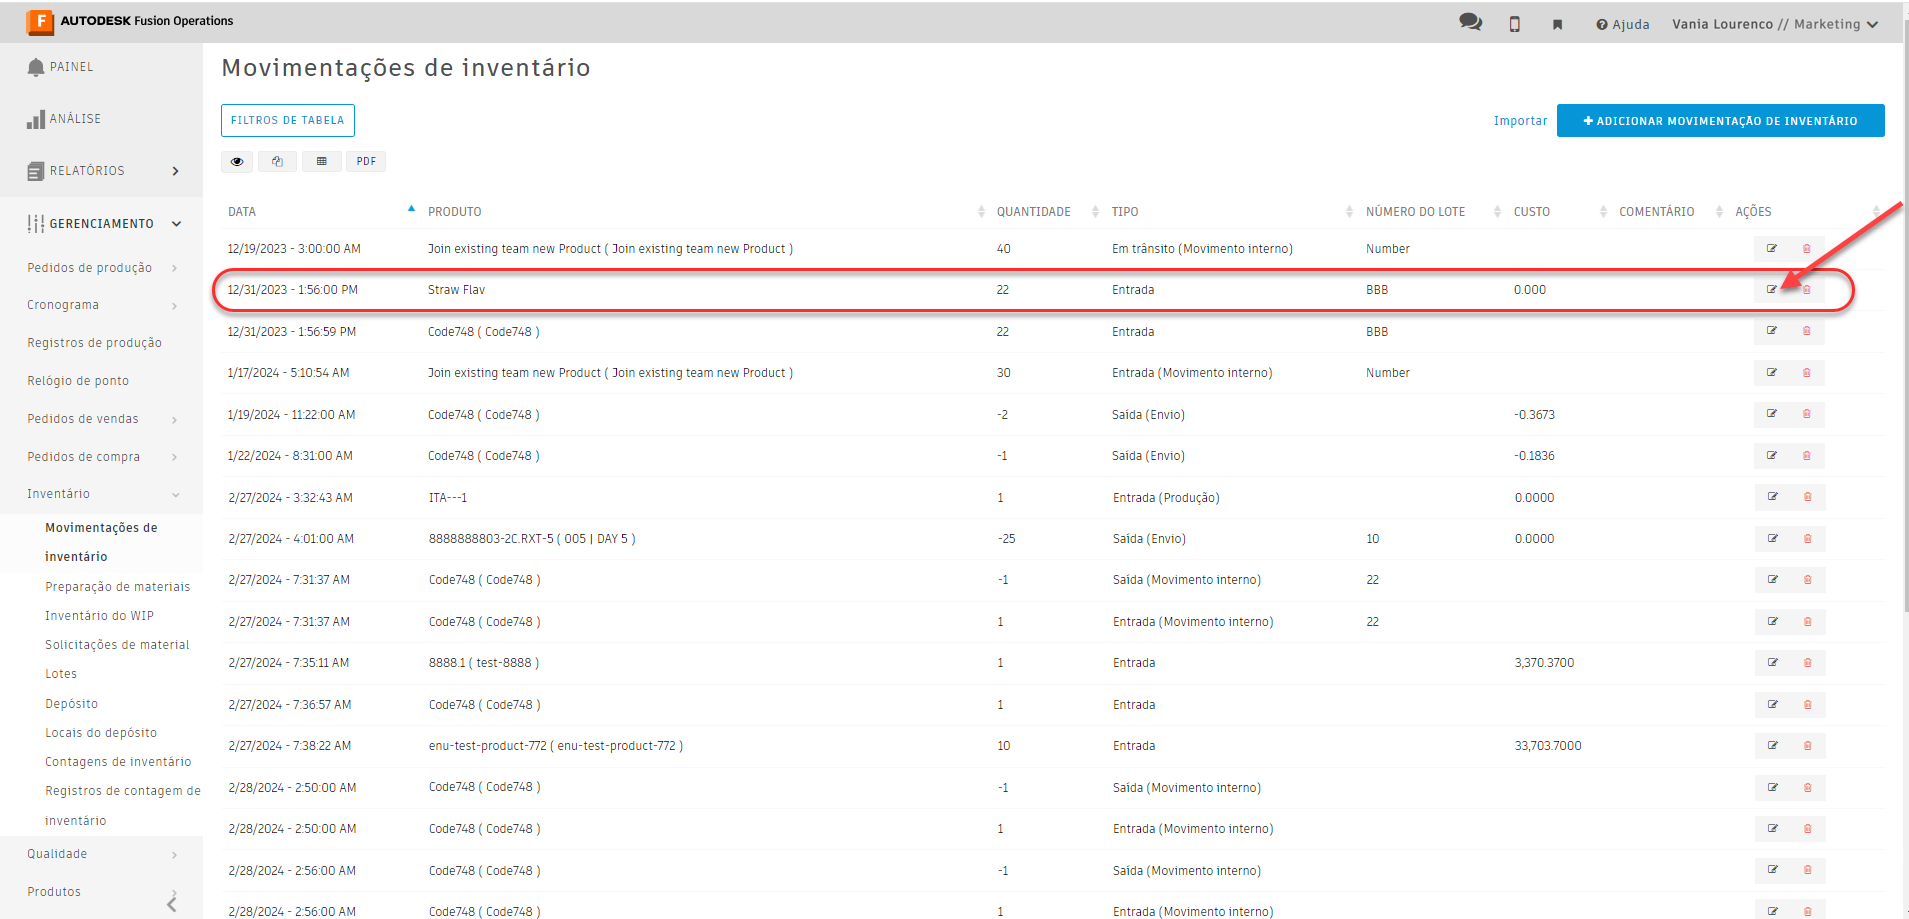 F AUTODESK Fusion Operations
Ajuda
Vania Lourenco // Marketing
PAINEL
ANÁLISE
RELATÓRIOS
GERENCIAMENTO
Pedidos de produção
Cronograma
Registros de produção
Relógio de ponto
Pedidos de vendas
Pedidos de compra
Inventário
Movimentações de
inventário
Preparação de materiais
Inventário do WIP
Solicitações de material
Lotes
Depósito
Locais do depósito
Contagens de inventário
Registros de contagem de
inventário
Qualidade
Produtos
Movimentações de inventário
FILTROS DE TABELA
Importar
+ ADICIONAR MOVIMENTAÇÃO DE INVENTÁRIO
PDF
DATA PRODUTO QUANTIDADE TIPO NÚMERO DO LOTE CUSTO COMENTÁRIO AÇÕES
12/19/2023 - 3:00:00 AM Join existing team new Product ( Join existing team new Product ) 40 Em trânsito (Movimento interno) Number
12/31/2023 - 1:56:00 PM Straw Flav 22 Entrada BBB 0.000
12/31/2023 - 1:56:59 PM Code748 ( Code748 ) 22 Entrada BBB
1/17/2024 - 5:10:54 AM Join existing team new Product ( Join existing team new Product ) 30 Entrada (Movimento interno) Number
1/19/2024 - 11:22:00 AM Code748 ( Code748 ) -2 Saída (Envio) -0.3673
1/22/2024 - 8:31:00 AM Code748 ( Code748 ) -1 Saída (Envio) -0.1836
2/27/2024 - 3:32:43 AM ITA---1 1 Entrada (Produção) 0.0000
2/27/2024 - 4:01:00 AM 8888888803-2C.RXT-5 ( 005 | DAY 5 ) -25 Saída (Envio) 10 0.0000
2/27/2024 - 7:31:37 AM Code748 ( Code748 ) -1 Saída (Movimento interno) 22
2/27/2024 - 7:31:37 AM Code748 ( Code748 ) 1 Entrada (Movimento interno) 22
2/27/2024 - 7:35:11 AM 8888.1 ( test-8888 ) 1 Entrada 3,370.3700
2/27/2024 - 7:36:57 AM Code748 ( Code748 ) 1 Entrada
2/27/2024 - 7:38:22 AM enu-test-product-772 ( enu-test-product-772 ) 10 Entrada 33,703.7000
2/28/2024 - 2:50:00 AM Code748 ( Code748 ) -1 Saída (Movimento interno)
2/28/2024 - 2:50:00 AM Code748 ( Code748 ) 1 Entrada (Movimento interno)
2/28/2024 - 2:56:00 AM Code748 ( Code748 ) -1 Saída (Movimento interno)
2/28/2024 - 2:56:00 AM Code748 ( Code748 ) 1 Entrada (Movimento interno)